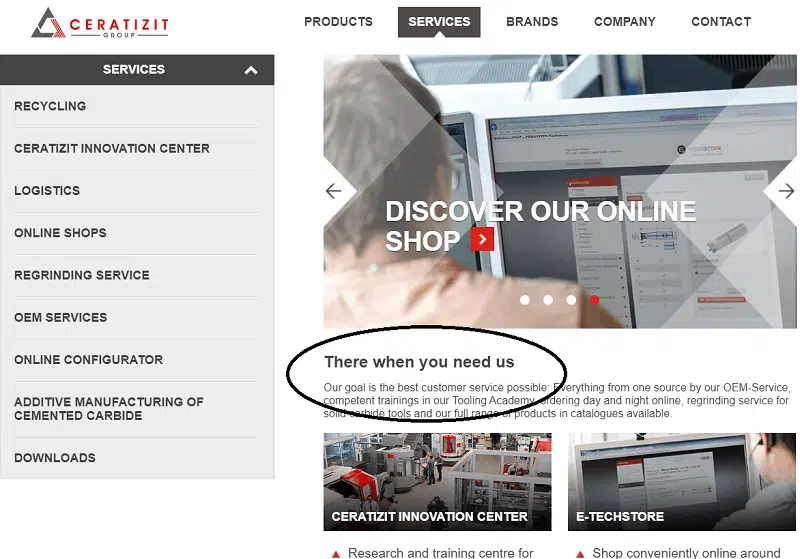 CERATIZIT
GROUP
PRODUCTS
SERVICES
BRANDS
COMPANY
CONTACT
SERVICES
RECYCLING
CERATIZIT INNOVATION CENTER
LOGISTICS
ONLINE SHOPS
REGRINDING SERVICE
OEM SERVICES
ONLINE CONFIGURATOR
ADDITIVE MANUFACTURING OF
CEMENTED CARBIDE
DOWNLOADS
TECHSTORE
DISCOVER OUR ONLINE
SHOP
There when you need us
Our goal is the best customer service possible: Everything from one source by our OEM-Service,
competent trainings in our Tooling Academy, ordering day and night online, regrinding service for
solid carbide tools and our full range of products in catalogues available.
CERATIZIT INNOVATION CENTER
E-TECHSTORE
Research and training centre for
Shop conveniently online around